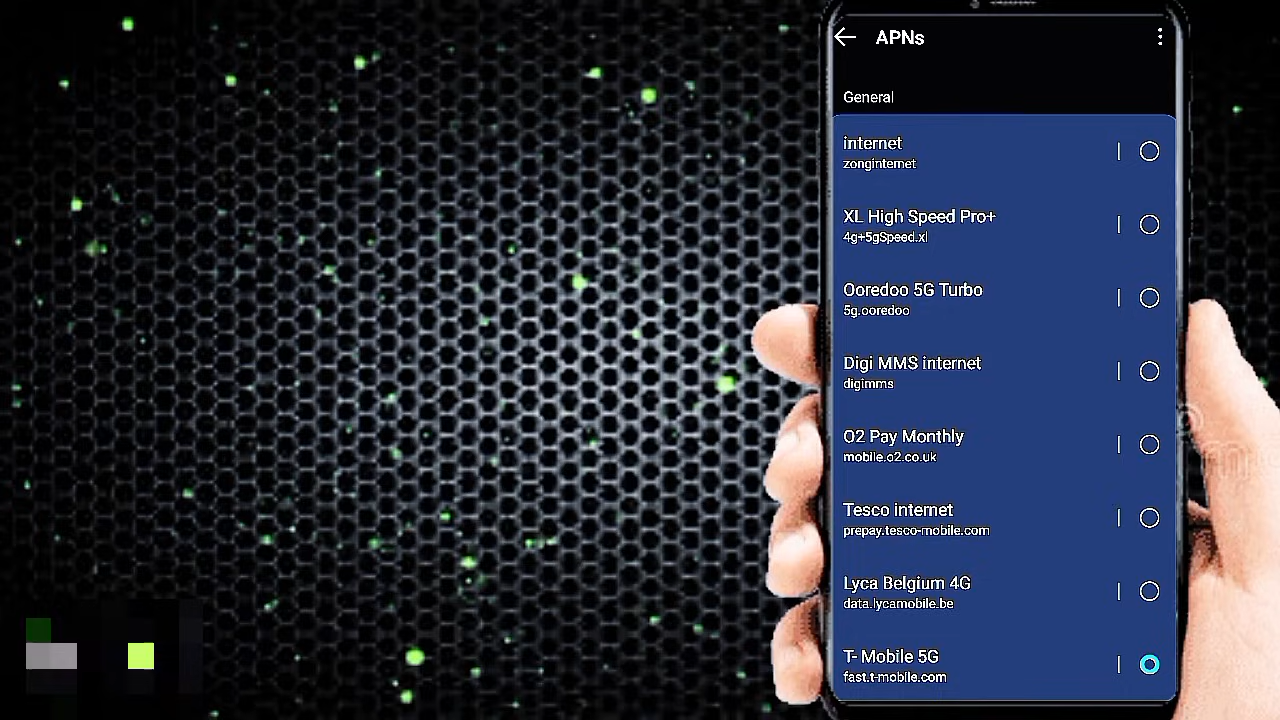 APNs
General
internet
zonginternet
XL High Speed Pro+
4g+5gSpeed.xl
Ooredoo 5G Turbo
5g.ooredoo
Digi MMS internet
digimms
O2 Pay Monthly
mobile.o2.co.uk
Tesco internet
prepay.tesco-mobile.com
Lyca Belgium 4G
data.lycamobile.be
T- Mobile 5G
fast.t-mobile.com